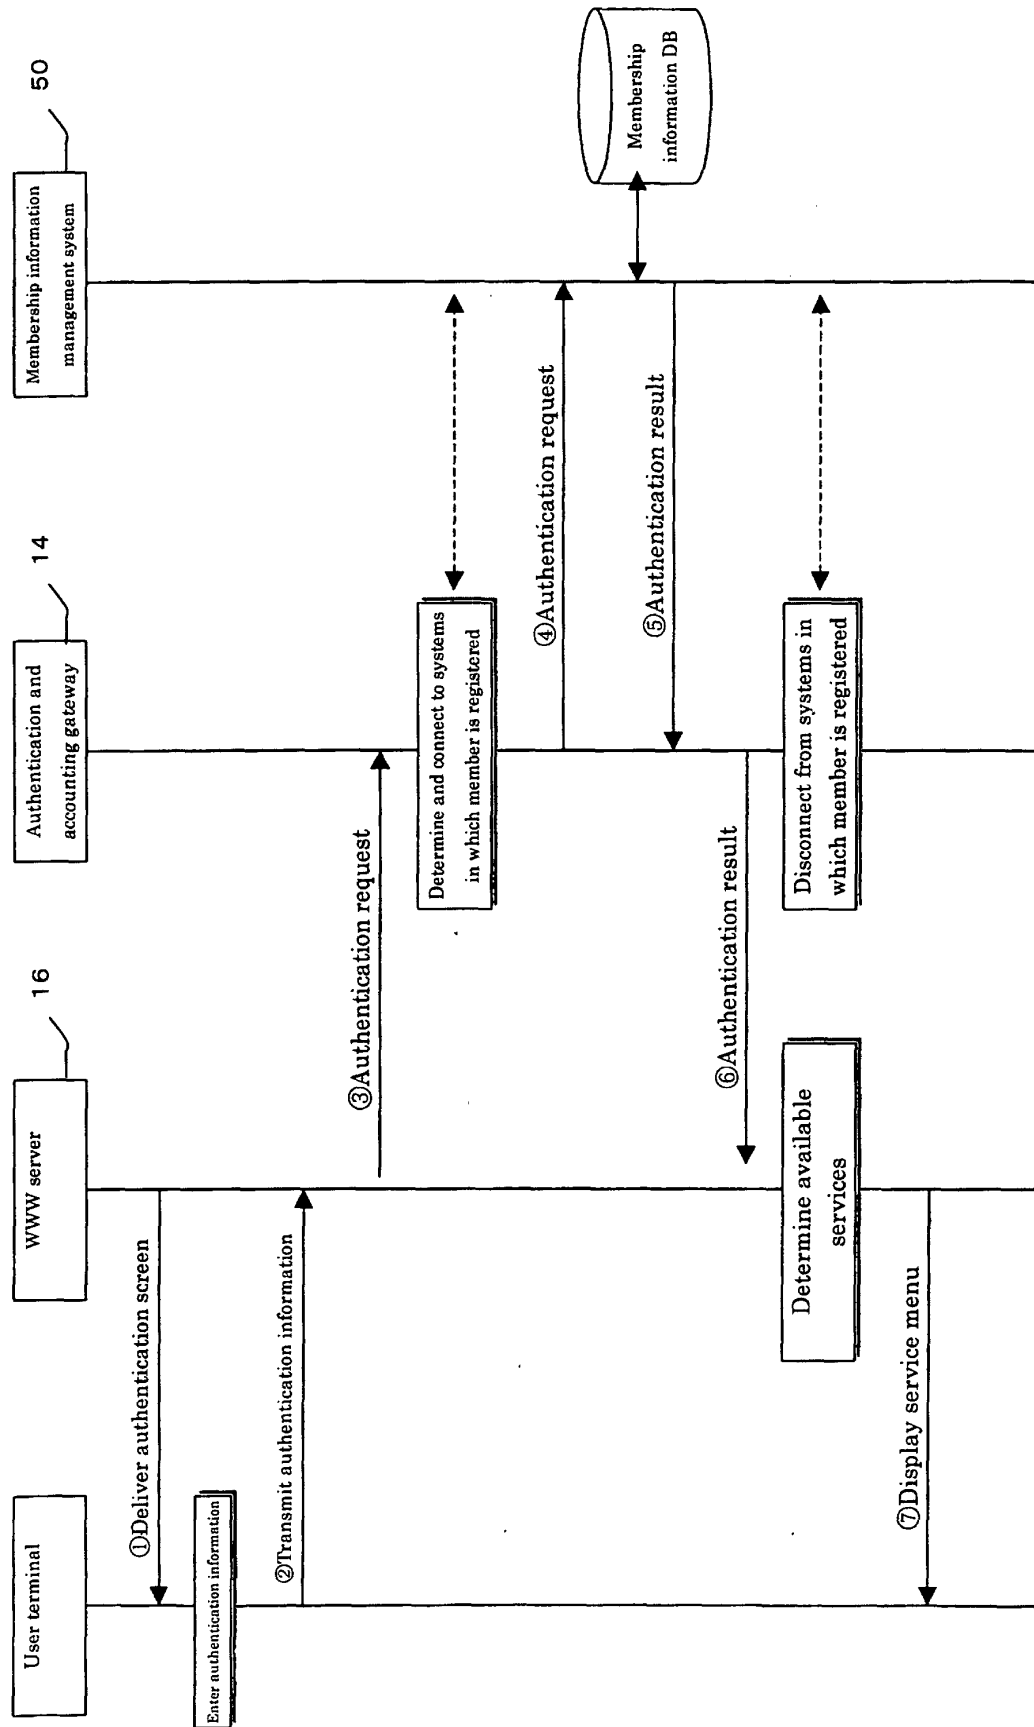 User terminal
WWW server
16
Authentication and
accounting gateway
14
Membership information
management system
50
①Deliver authentication screen
Enter authentication information
②Transmit authentication information
③Authentication request
Determine and connect to systems
in which member is registered
④Authentication request
Membership
information DB
⑤Authentication result
⑥Authentication result
Determine available
services
Disconnect from systems in
which member is registered
⑦Display service menu